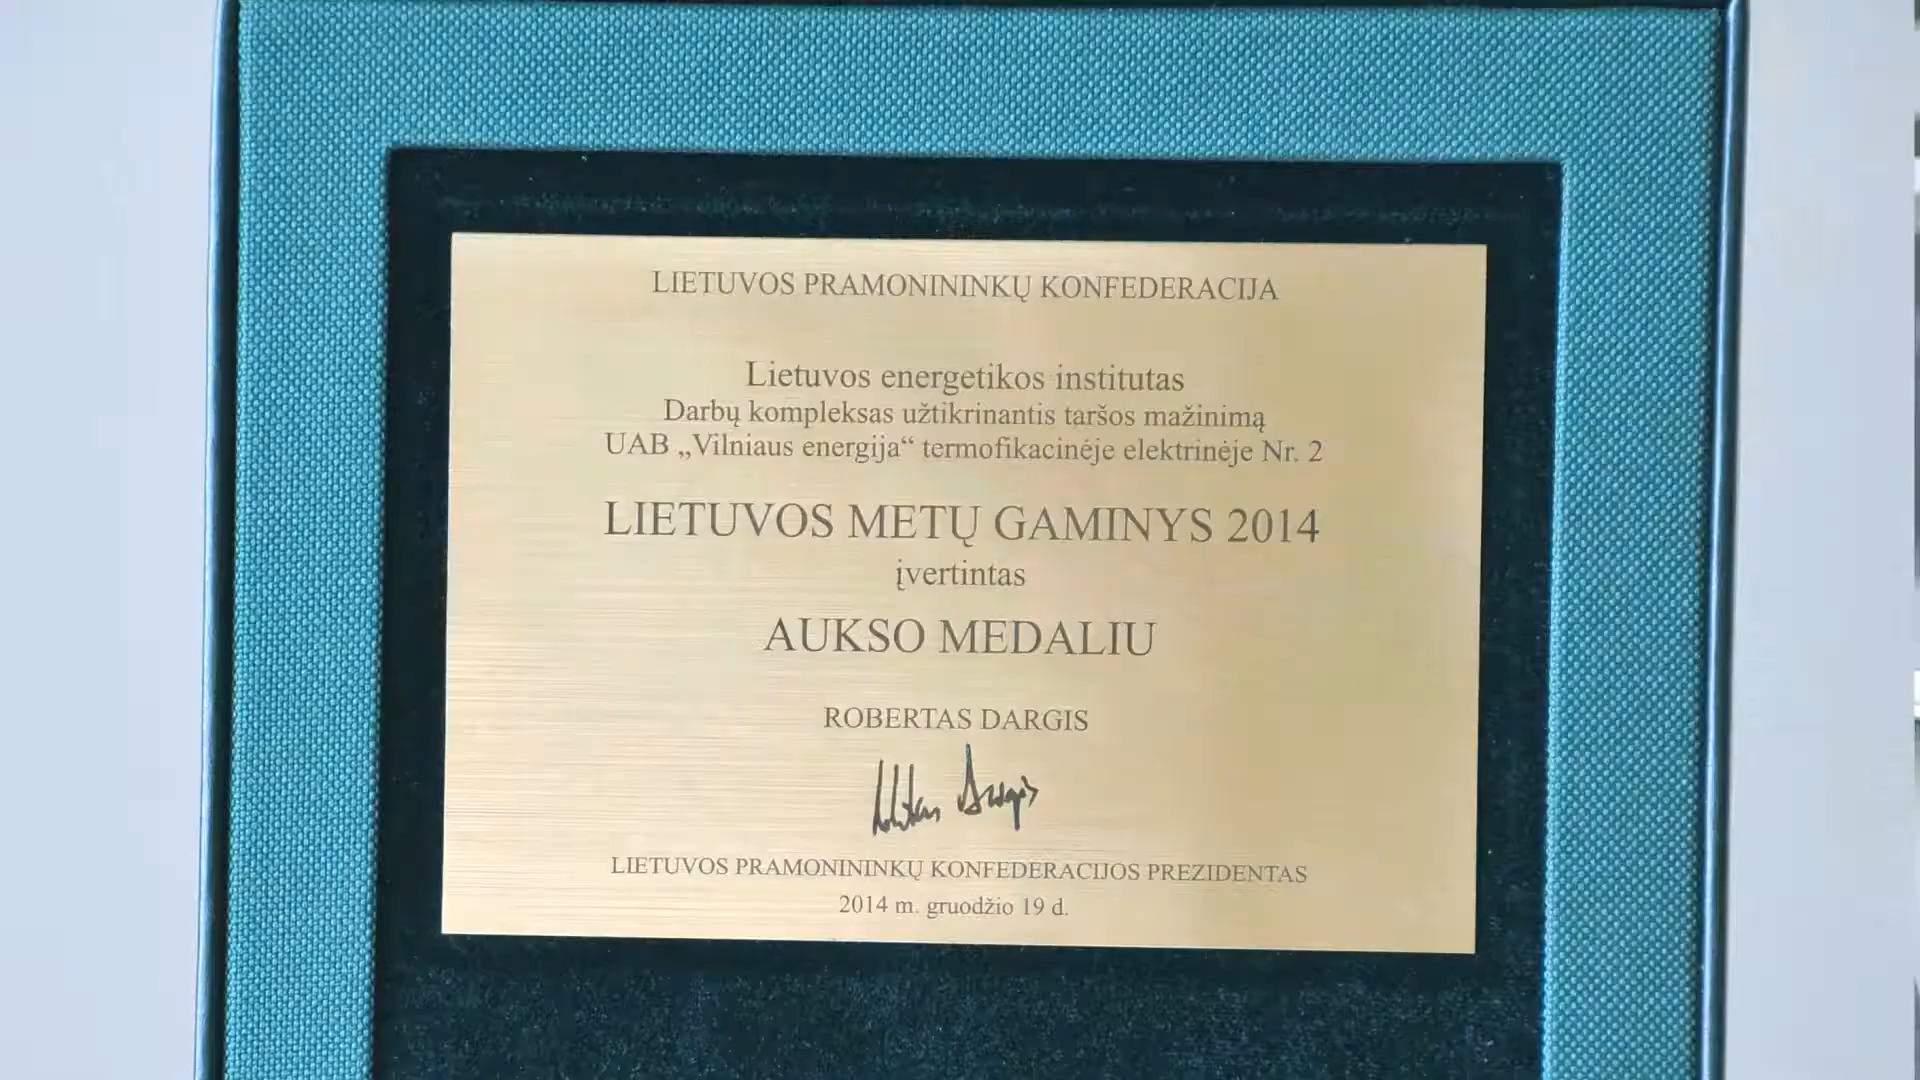 LIETUVOS PRAMONININKŲ KONFEDERACIJA
Lietuvos energetikos institutas
Darbų kompleksas užtikrinantis taršos mažinimą
UAB „Vilniaus energija“ termofikacinėje elektrinėje Nr. 2
LIETUVOS METŲ GAMINYS 2014
įvertintas
AUKSO MEDALIU
ROBERTAS DARGIS
LIETUVOS PRAMONININKŲ KONFEDERACIJOS PREZIDENTAS
2014 m. gruodžio 19 d.